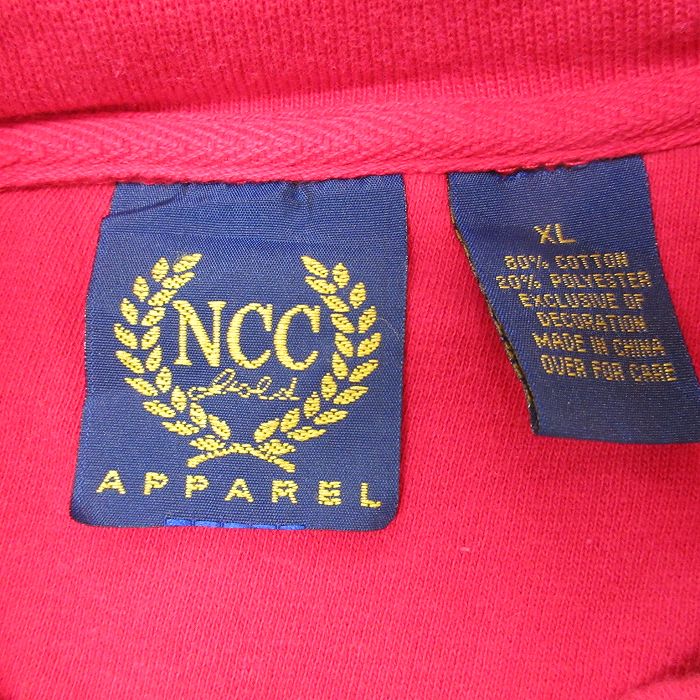 NCC
Gold
APPAREL
XL
80% COTTON
20% POLYESTER
EXCLUSIVE OF
DECORATION
MADE IN CHINA
OVER FOR CARE